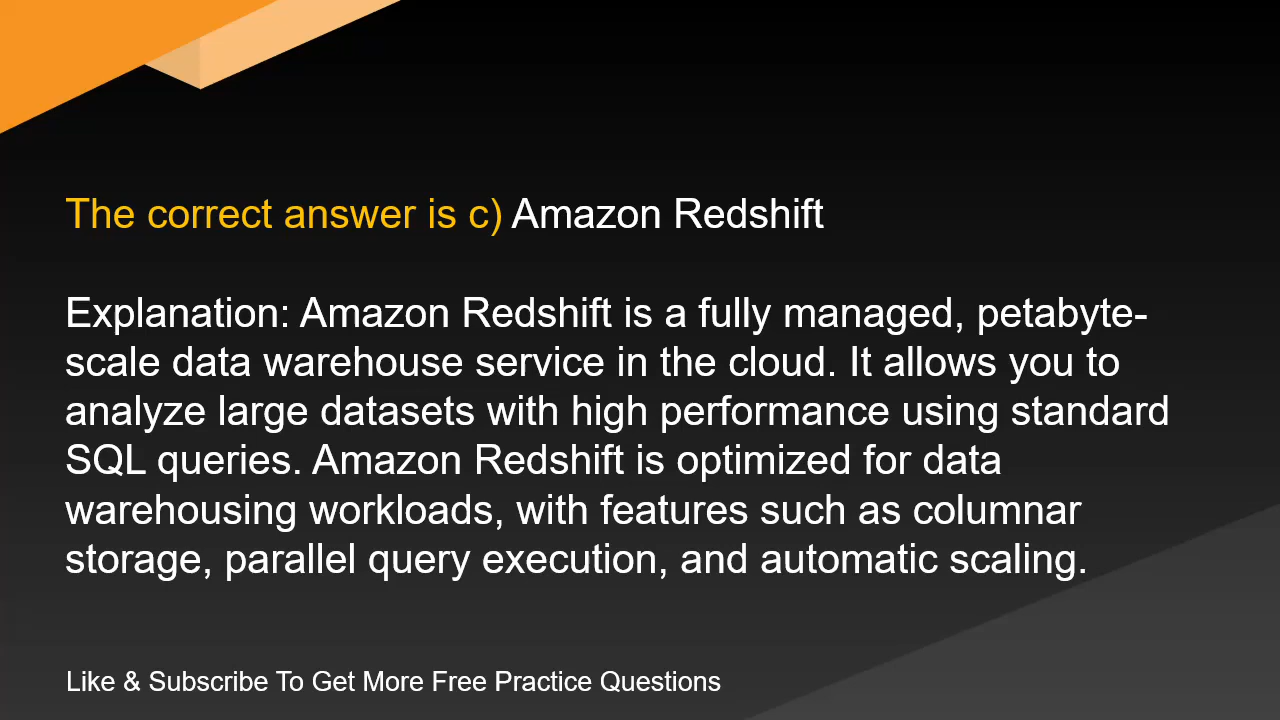 The correct answer is c) Amazon Redshift
Explanation: Amazon Redshift is a fully managed, petabyte-
scale data warehouse service in the cloud. It allows you to
analyze large datasets with high performance using standard
SQL queries. Amazon Redshift is optimized for data
warehousing workloads, with features such as columnar
storage, parallel query execution, and automatic scaling.
Like & Subscribe To Get More Free Practice Questions